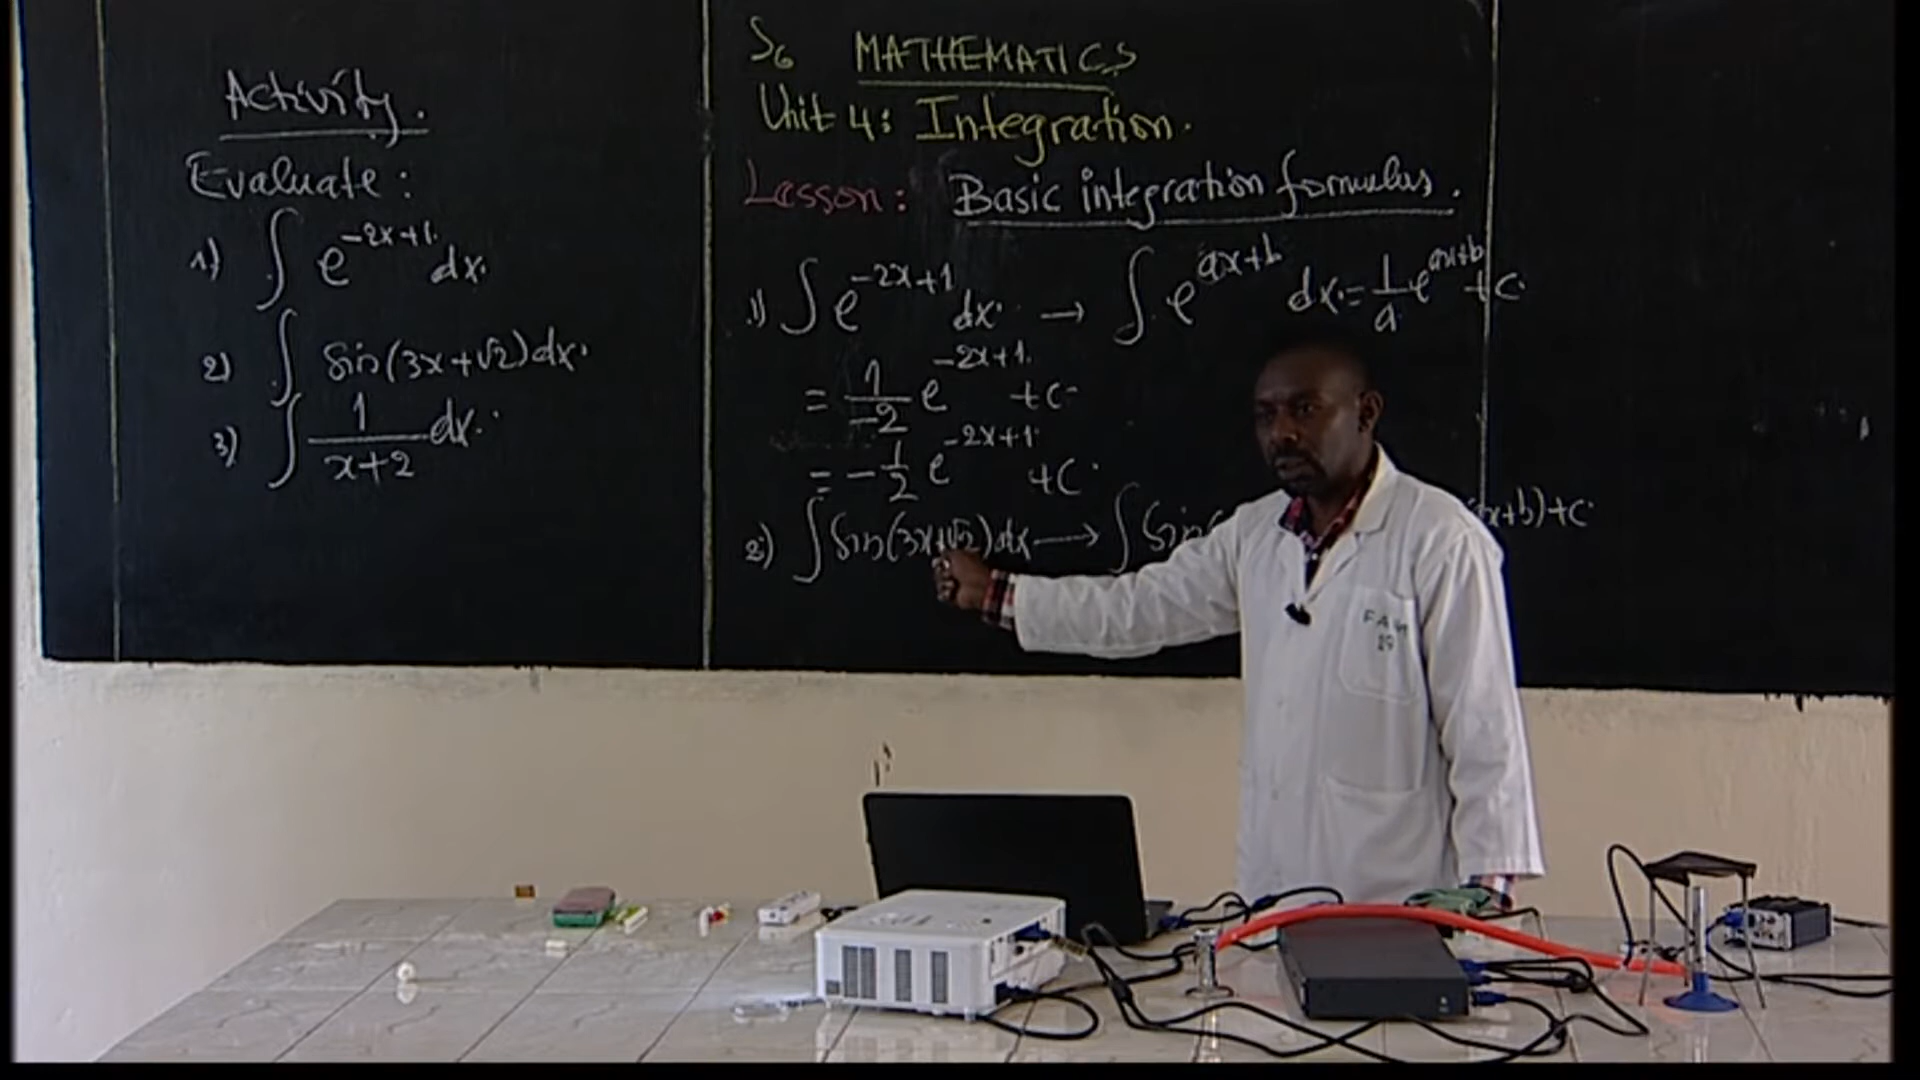 Activity.
Evaluate:
1) ∫ e^{-2x+1} dx.
2) ∫ sin(3x+√2)dx.
3) ∫ 1/(x+2) dx.
S6 MATHEMATICS
Unit 4: Integration.
Lesson: Basic integration formulas.
1) ∫ e^{-2x+1} dx. → ∫ e^{ax+b} dx = 1/a e^{ax+b} + c.
= 1/-2 e^{-2x+1} + c
= -1/2 e^{-2x+1} + c.
2) ∫ sin(3x+√2)dx → ∫ sin x+b)+c.